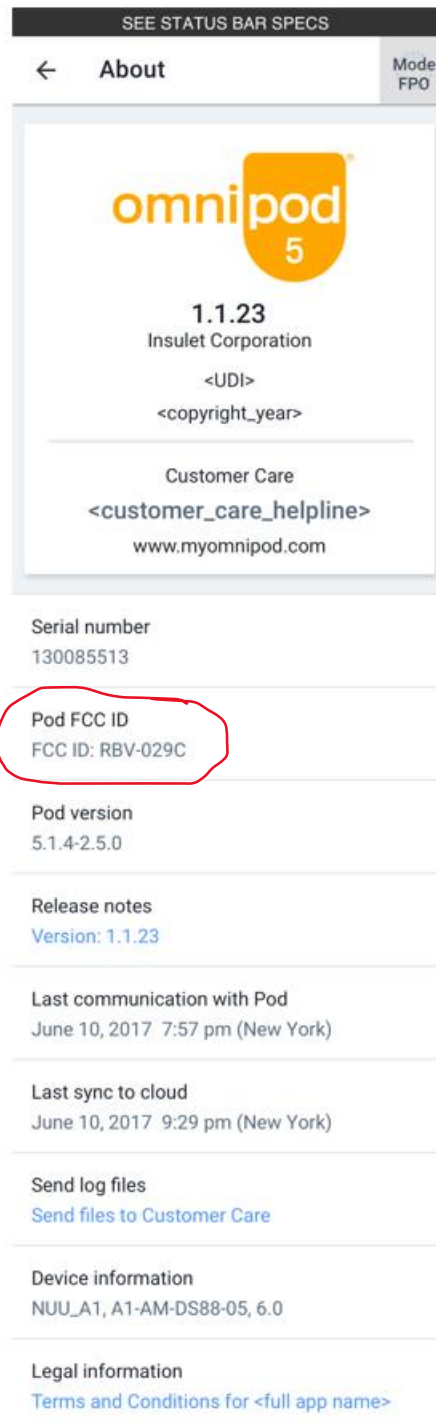 SEE STATUS BAR SPECS
← About
Mode
FPO
omnipod®
5
1.1.23
Insulet Corporation
<UDI>
<copyright_year>
Customer Care
<customer_care_helpline>
www.myomnipod.com
Serial number
130085513
Pod FCC ID
FCC ID: RBV-029C
Pod version
5.1.4-2.5.0
Release notes
Version: 1.1.23
Last communication with Pod
June 10, 2017 7:57 pm (New York)
Last sync to cloud
June 10, 2017 9:29 pm (New York)
Send log files
Send files to Customer Care
Device information
NUU_A1, A1-AM-DS88-05, 6.0
Legal information
Terms and Conditions for <full app name>